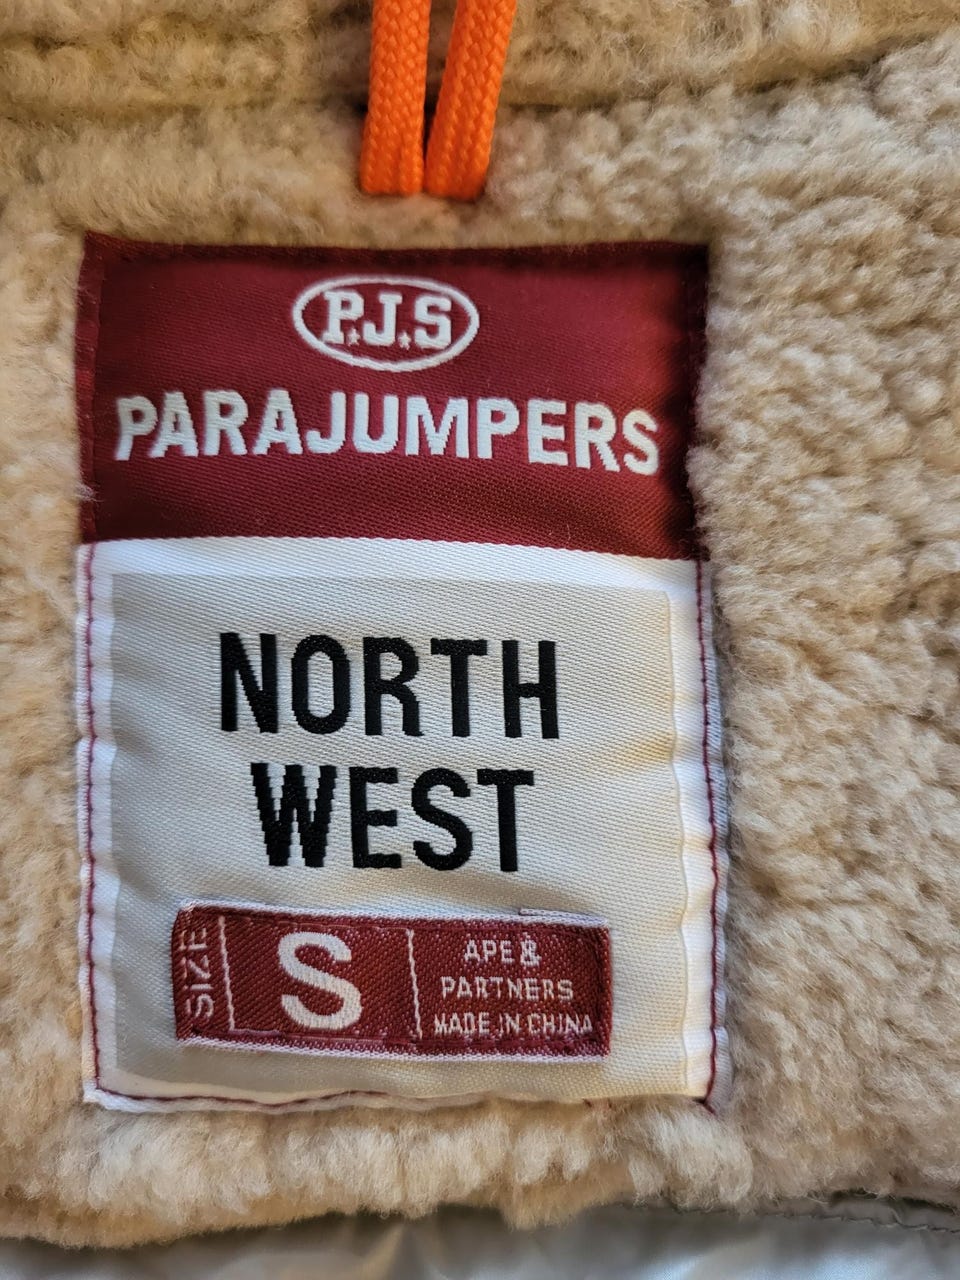 P.J.S
PARAJUMPERS
NORTH
WEST
SIZE
S
APE &
PARTNERS
MADE IN CHINA